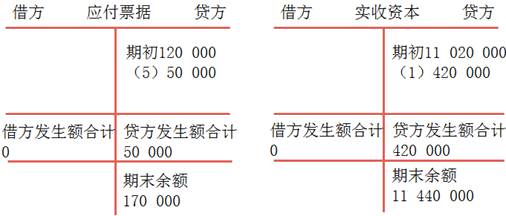 借方 应付票据 贷方
期初120 000
（5）50 000
借方发生额合计 贷方发生额合计
0 50 000
期末余额
170 000
借方 实收资本 贷方
期初11 020 000
（1）420 000
借方发生额合计 贷方发生额合计
0 420 000
期末余额
11 440 000